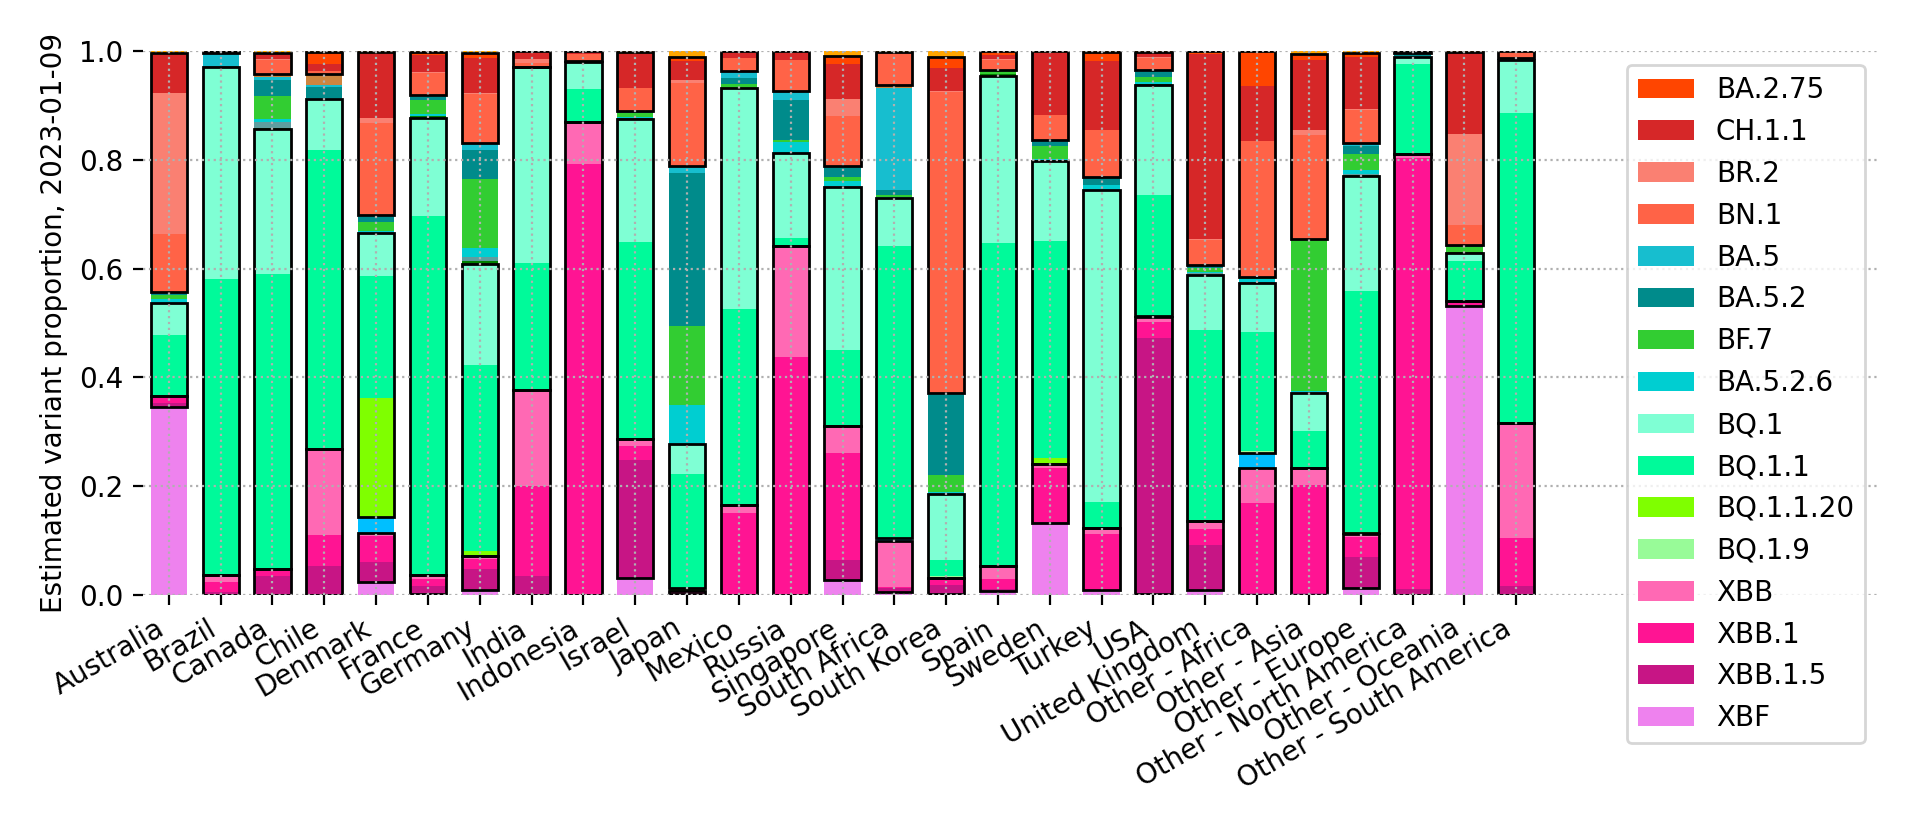 Estimated variant proportion, 2023-01-09
1.0
0.8
0.6
0.4
0.2
0.0
Australia
Brazil
Canada
Chile
Denmark
France
Germany
India
Indonesia
Israel
Japan
Mexico
Russia
Singapore
South Africa
South Korea
Spain
Sweden
Turkey
USA
United Kingdom
Other - Africa
Other - Asia
Other - Europe
Other - North America
Other - Oceania
Other - South America
BA.2.75
CH.1.1
BR.2
BN.1
BA.5
BA.5.2
BF.7
BA.5.2.6
BQ.1
BQ.1.1
BQ.1.1.20
BQ.1.9
XBB
XBB.1
XBB.1.5
XBF